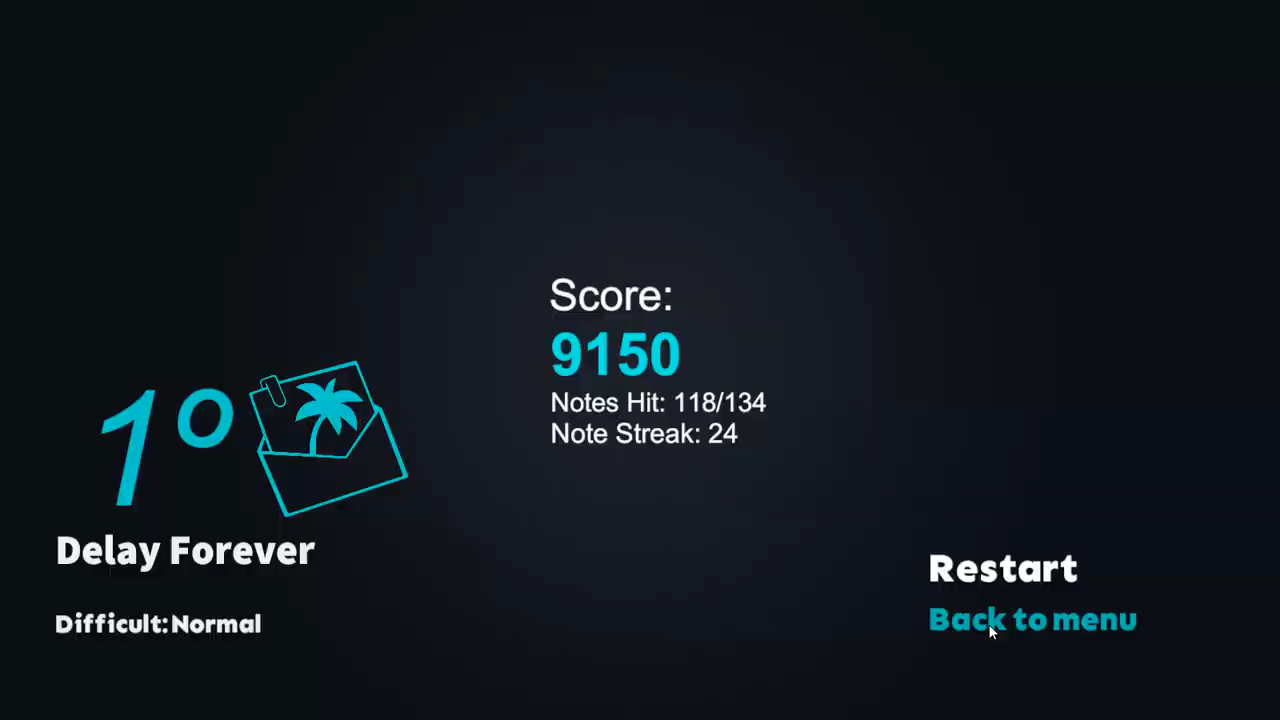 Score:
9150
Notes Hit: 118/134
Note Streak: 24
1º
Delay Forever
Difficult: Normal
Restart
Back to menu